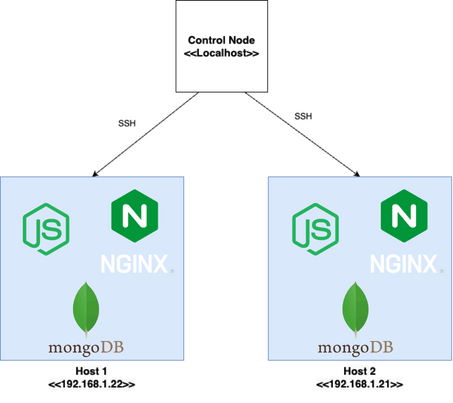 Control Node
<<Localhost>>
SSH
SSH
JS
N
NGINX.
mongoDB
JS
N
NGINX.
mongoDB
Host 1
<<192.168.1.22>>
Host 2
<<192.168.1.21>>